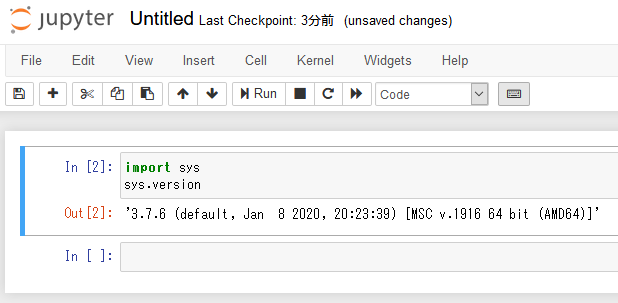 jupyter Untitled Last Checkpoint: 3分前 (unsaved changes)
File Edit View Insert Cell Kernel Widgets Help
Run Code
In [2]: import sys
sys.version
Out[2]: '3.7.6 (default, Jan  8 2020, 20:23:39) [MSC v.1916 64 bit (AMD64)]'
In [ ]: